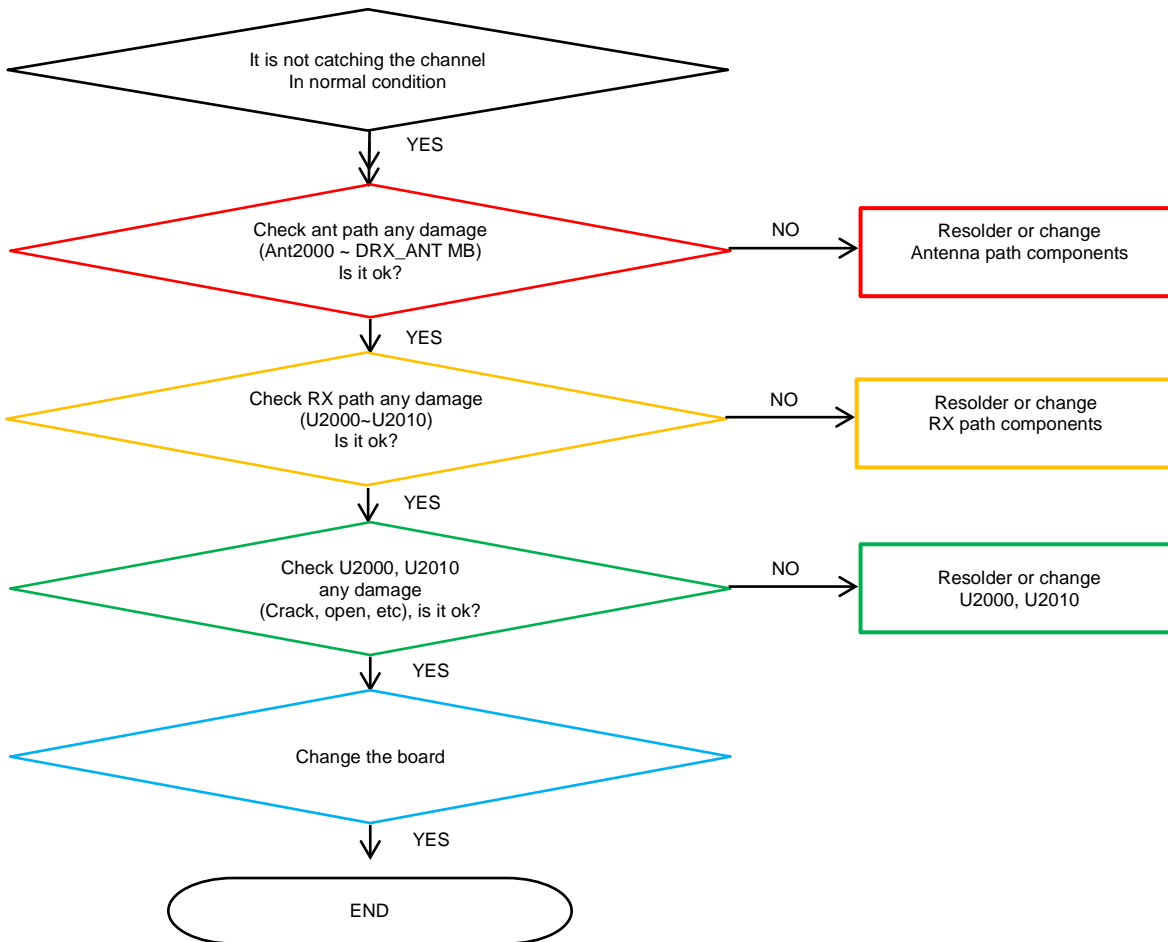 It is not catching the channel
In normal condition
YES
Check ant path any damage
(Ant2000 ~ DRX_ANT MB)
Is it ok?
NO
Resolder or change
Antenna path components
YES
Check RX path any damage
(U2000~U2010)
Is it ok?
NO
Resolder or change
RX path components
YES
Check U2000, U2010
any damage
(Crack, open, etc), is it ok?
NO
Resolder or change
U2000, U2010
YES
Change the board
YES
END